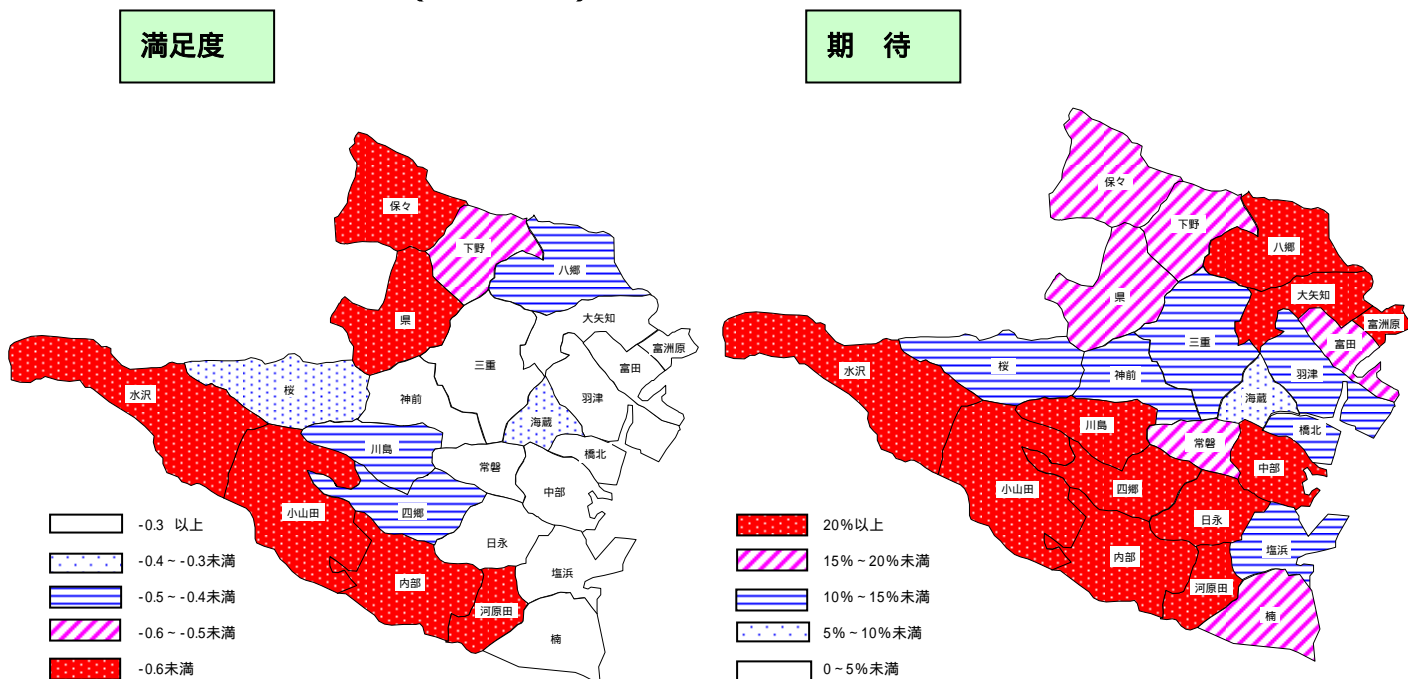 満足度
保々
下野
八郷
県
大矢知
富洲原
三重
富田
水沢
桜
神前
羽津
海蔵
川島
橋北
常磐
中部
小山田
四郷
日永
塩浜
内部
河原田
楠
-0.3 以上
-0.4 ~ -0.3未満
-0.5 ~ -0.4未満
-0.6 ~ -0.5未満
-0.6未満
期 待
保々
下野
八郷
県
大矢知
富洲原
三重
富田
水沢
桜
神前
羽津
海蔵
川島
橋北
常磐
中部
小山田
四郷
日永
塩浜
内部
河原田
楠
20%以上
15% ~ 20%未満
10% ~ 15%未満
5% ~ 10%未満
0 ~ 5%未満